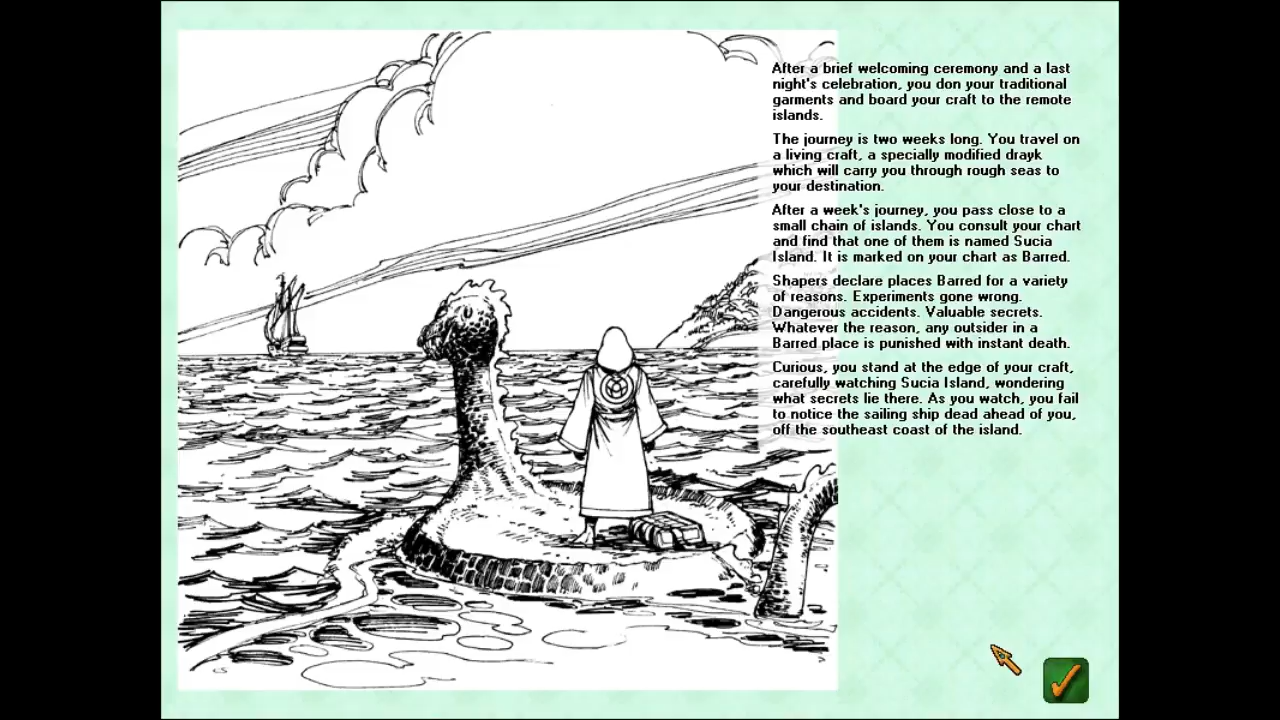 After a brief welcoming ceremony and a last
night's celebration, you don your traditional
garments and board your craft to the remote
islands.
The journey is two weeks long. You travel on
a living craft, a specially modified drayk
which will carry you through rough seas to
your destination.
After a week's journey, you pass close to a
small chain of islands. You consult your chart
and find that one of them is named Sucia
Island. It is marked on your chart as Barred.
Shapers declare places Barred for a variety
of reasons. Experiments gone wrong.
Dangerous accidents. Valuable secrets.
Whatever the reason, any outsider in a
Barred place is punished with instant death.
Curious, you stand at the edge of your craft,
carefully watching Sucia Island, wondering
what secrets lie there. As you watch, you fail
to notice the sailing ship dead ahead of you,
off the southeast coast of the island.